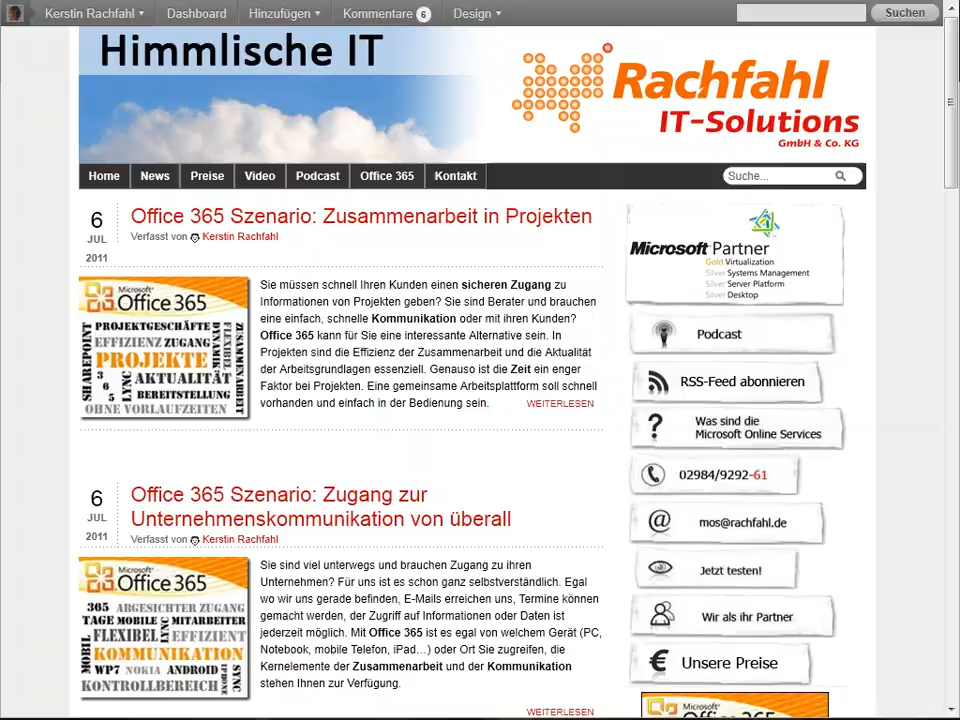 Kerstin Rachfahl Dashboard Hinzufügen Kommentare 6 Design Suchen
Himmlische IT
Rachfahl
IT-Solutions
GmbH & Co. KG
Home News Preise Video Podcast Office 365 Kontakt Suche...
6
JUL
2011
Office 365 Szenario: Zusammenarbeit in Projekten
Verfasst von Kerstin Rachfahl
Microsoft
Office 365
PROJEKTGESCHÄFTE
EFFIZIENZ ZUGANG
PROJEKTE
AKTUALITÄT
BEREITSTELLUNG
OHNE VORLAUFZEITEN
SHAREPOINT
365
LYNC
DYNAMIK
FLEXIBEL
ZUSAMMENARBEIT
Sie müssen schnell Ihren Kunden einen sicheren Zugang zu
Informationen von Projekten geben? Sie sind Berater und brauchen
eine einfach, schnelle Kommunikation oder mit ihren Kunden?
Office 365 kann für Sie eine interessante Alternative sein. In
Projekten sind die Effizienz der Zusammenarbeit und die Aktualität
der Arbeitsgrundlagen essenziell. Genauso ist die Zeit ein enger
Faktor bei Projekten. Eine gemeinsame Arbeitsplattform soll schnell
vorhanden und einfach in der Bedienung sein. WEITERLESEN
6
JUL
2011
Office 365 Szenario: Zugang zur
Unternehmenskommunikation von überall
Verfasst von Kerstin Rachfahl
Microsoft
Office 365
365 ABGESICHTER ZUGANG
TAGE MOBILE MITARBEITER
FLEXIBEL LYNC EFFIZIENT
KOMMUNIKATION
WP7 NOKIA ANDROID
KONTROLLBEREICH
MOBIL
IPHONE
SYNC
Sie sind viel unterwegs und brauchen Zugang zu ihren
Unternehmen? Für uns ist es schon ganz selbstverständlich. Egal
wo wir uns gerade befinden, E-Mails erreichen uns, Termine können
gemacht werden, der Zugriff auf Informationen oder Daten ist
jederzeit möglich. Mit Office 365 ist es egal von welchem Gerät (PC,
Notebook, mobile Telefon, iPad…) oder Ort Sie zugreifen, die
Kernelemente der Zusammenarbeit und der Kommunikation
stehen Ihnen zur Verfügung.
WEITERLESEN
Microsoft Partner
Gold Virtualization
Silver Systems Management
Silver Server Platform
Silver Desktop
Podcast
RSS-Feed abonnieren
Was sind die
Microsoft Online Services
02984/9292-61
mos@rachfahl.de
Jetzt testen!
Wir als ihr Partner
Unsere Preise
Microsoft
Office 365